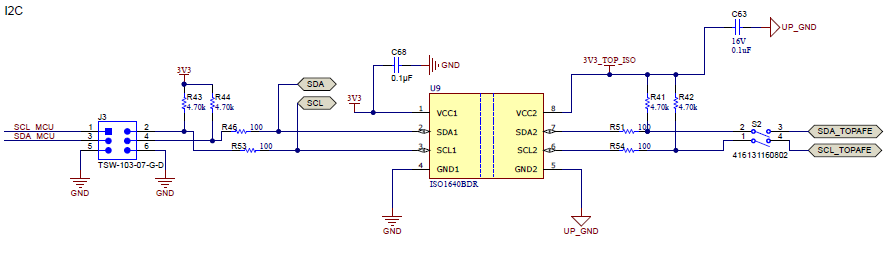 I2C
C63
16V
0.1uF
UP_GND
C68
0.1µF
GND
3V3
3V3_TOP_ISO
R43
4.70k
R44
4.70k
SDA
SCL
3V3
U9
R41
4.70k
R42
4.70k
J3
SCL_MCU
SDA_MCU
1 2
3 4
5 6
TSW-103-07-G-D
GND
GND
R46 100
R53 100
1 VCC1 VCC2 8
2 SDA1 SDA2 7
3 SCL1 SCL2 6
4 GND1 GND2 5
ISO1640BDR
GND
UP_GND
R51 100
R54 100
S2
2 3
1 4
416131160802
SDA_TOPAFE
SCL_TOPAFE